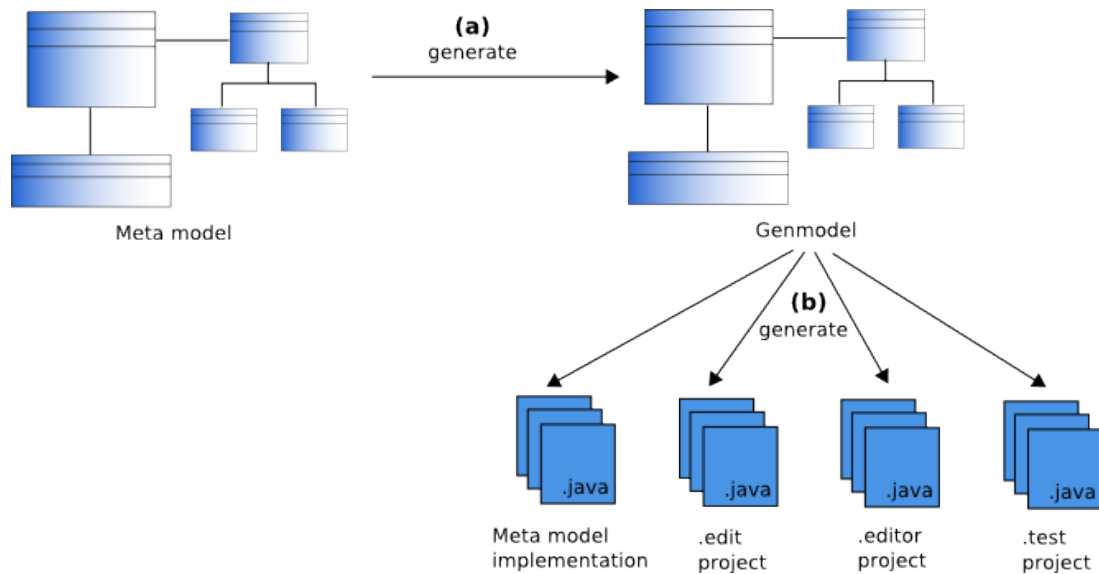 (a)
generate
Meta model
Genmodel
(b)
generate
.java
.java
.java
.java
Meta model
implementation
.edit
project
.editor
project
.test
project